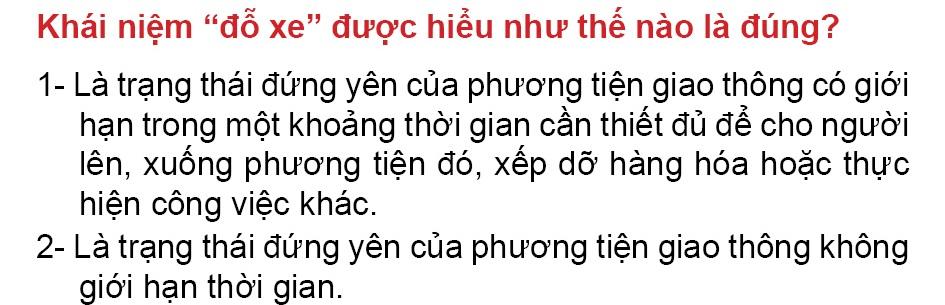 Khái niệm “đỗ xe” được hiểu như thế nào là đúng?
1- Là trạng thái đứng yên của phương tiện giao thông có giới
hạn trong một khoảng thời gian cần thiết đủ để cho người
lên, xuống phương tiện đó, xếp dỡ hàng hóa hoặc thực
hiện công việc khác.
2- Là trạng thái đứng yên của phương tiện giao thông không
giới hạn thời gian.